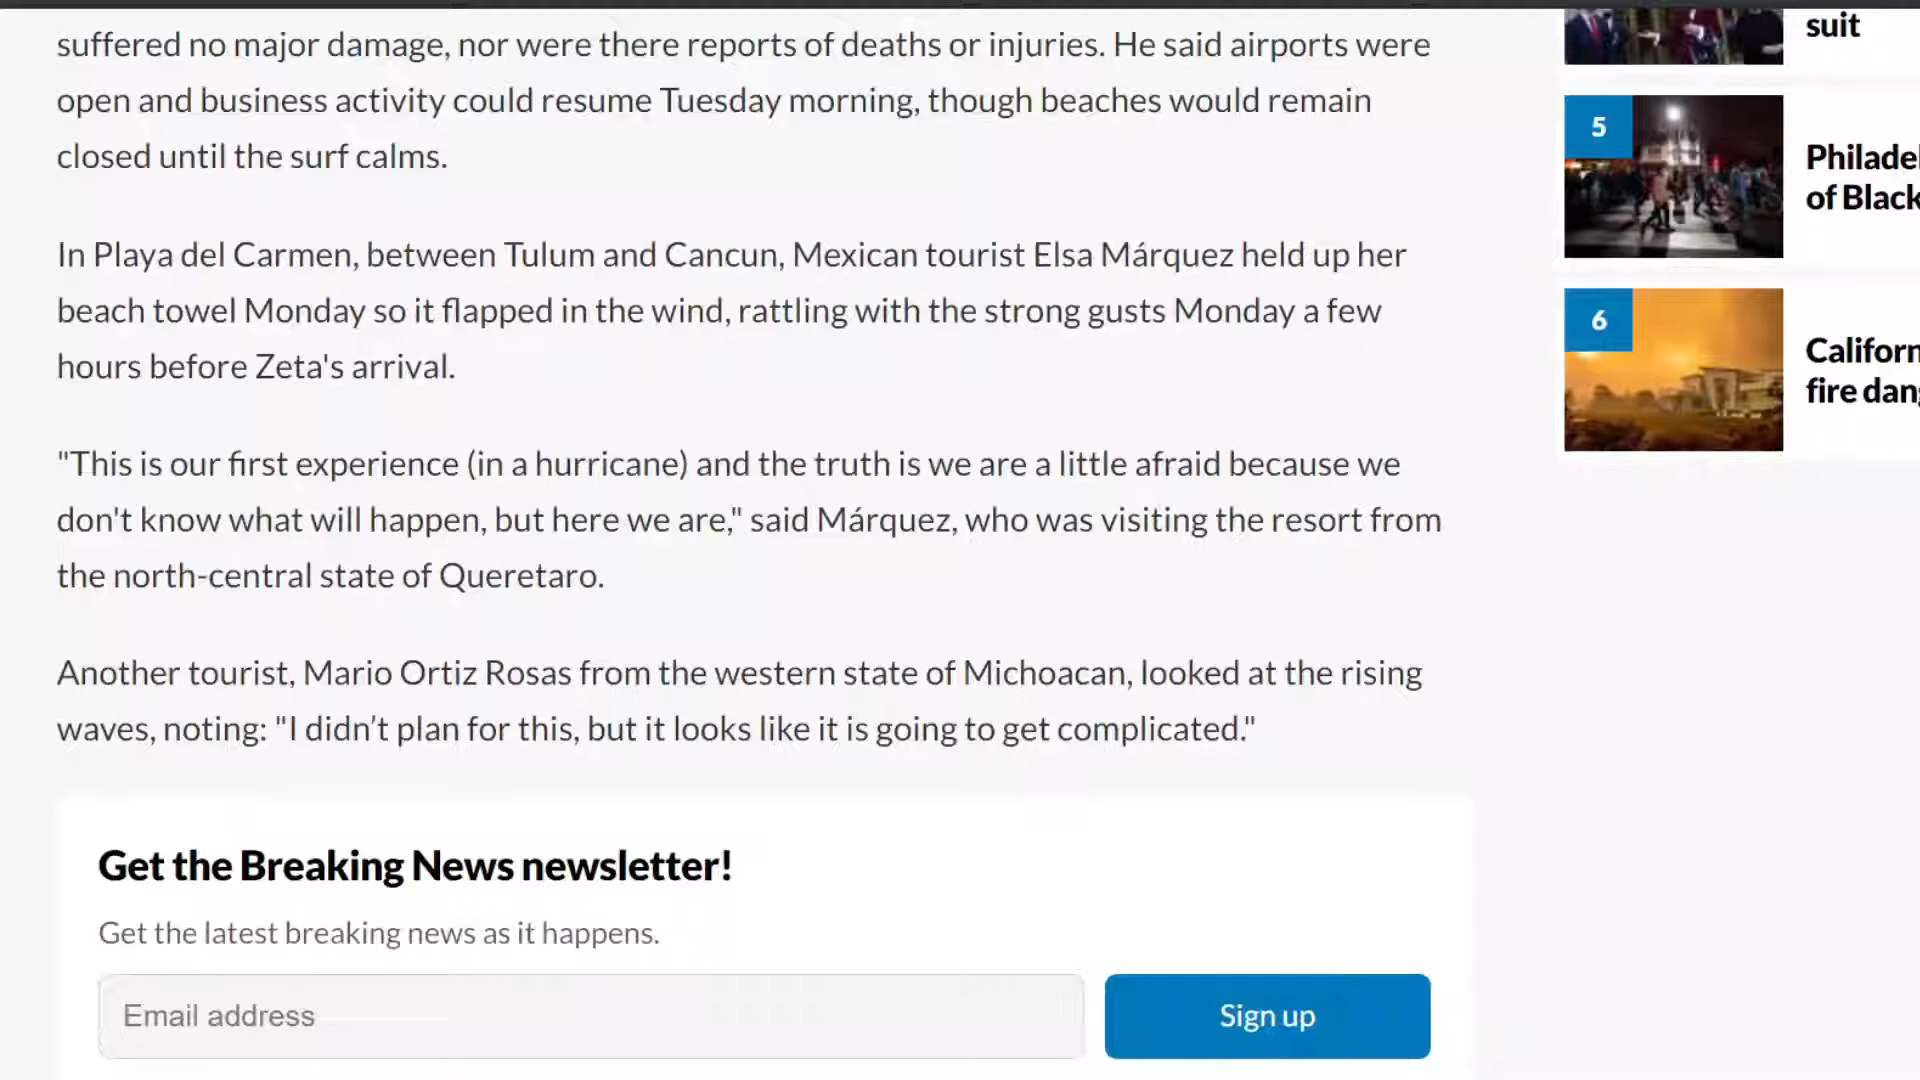 suffered no major damage, nor were there reports of deaths or injuries. He said airports were
open and business activity could resume Tuesday morning, though beaches would remain
closed until the surf calms.
In Playa del Carmen, between Tulum and Cancun, Mexican tourist Elsa Márquez held up her
beach towel Monday so it flapped in the wind, rattling with the strong gusts Monday a few
hours before Zeta's arrival.
"This is our first experience (in a hurricane) and the truth is we are a little afraid because we
don't know what will happen, but here we are," said Márquez, who was visiting the resort from
the north-central state of Queretaro.
Another tourist, Mario Ortiz Rosas from the western state of Michoacan, looked at the rising
waves, noting: "I didn’t plan for this, but it looks like it is going to get complicated."
Get the Breaking News newsletter!
Get the latest breaking news as it happens.
Email address
Sign up
suit
5
Philadel
of Black
6
Californ
fire dang